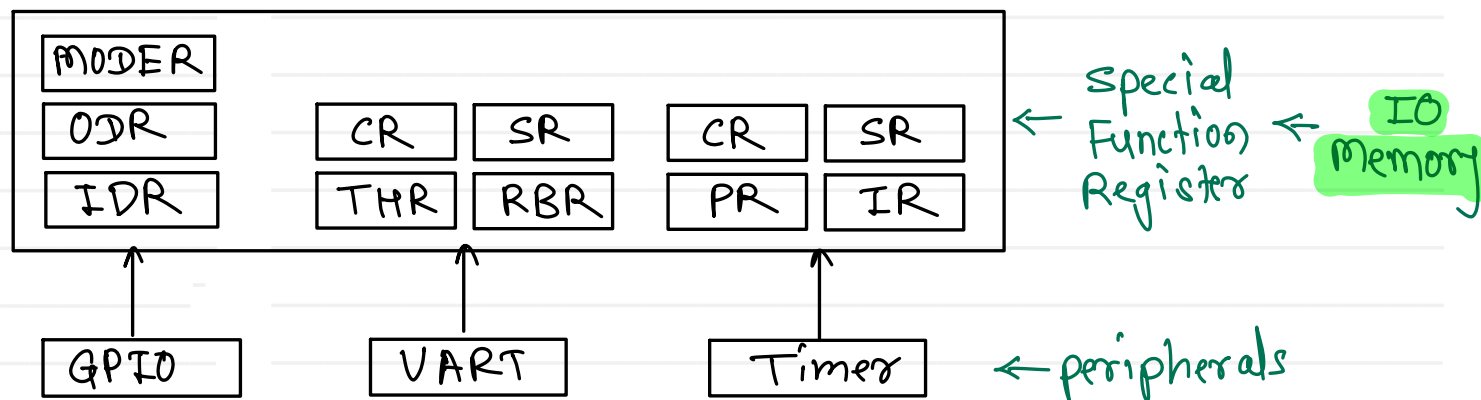 MODER
ODR
IDR
CR SR
THR RBR
CR SR
PR IR
← Special
Function
Register
← IO
Memory
GPIO UART Timer ← peripherals